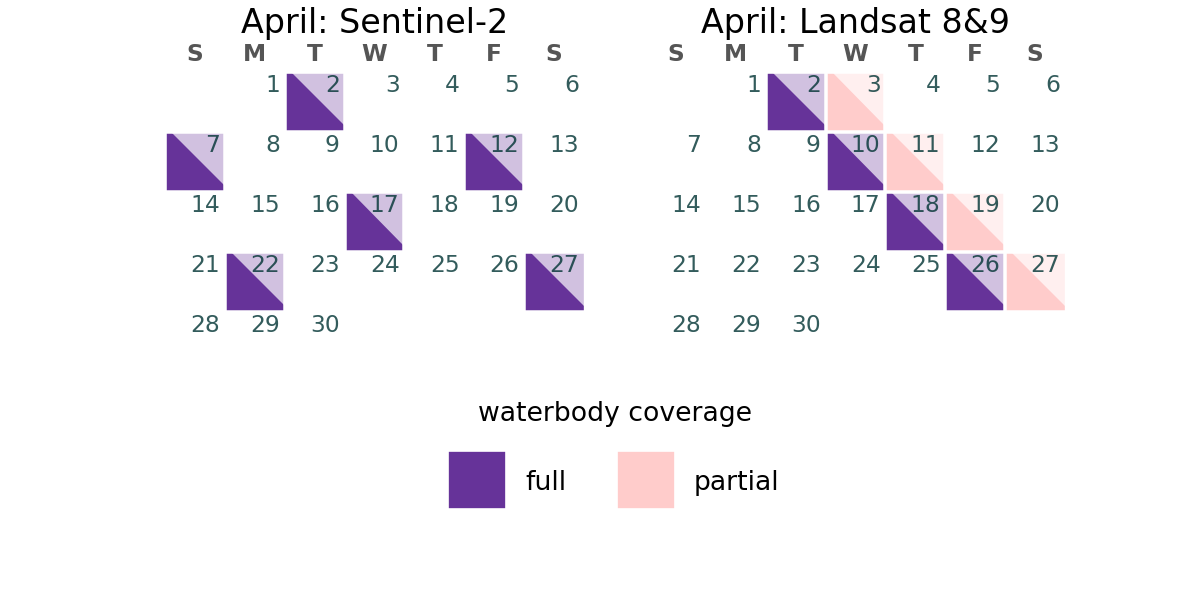 April: Sentinel-2
S M T W T F S
1 2 3 4 5 6
7 8 9 10 11 12 13
14 15 16 17 18 19 20
21 22 23 24 25 26 27
28 29 30
April: Landsat 8&9
S M T W T F S
1 2 3 4 5 6
7 8 9 10 11 12 13
14 15 16 17 18 19 20
21 22 23 24 25 26 27
28 29 30
waterbody coverage
full partial